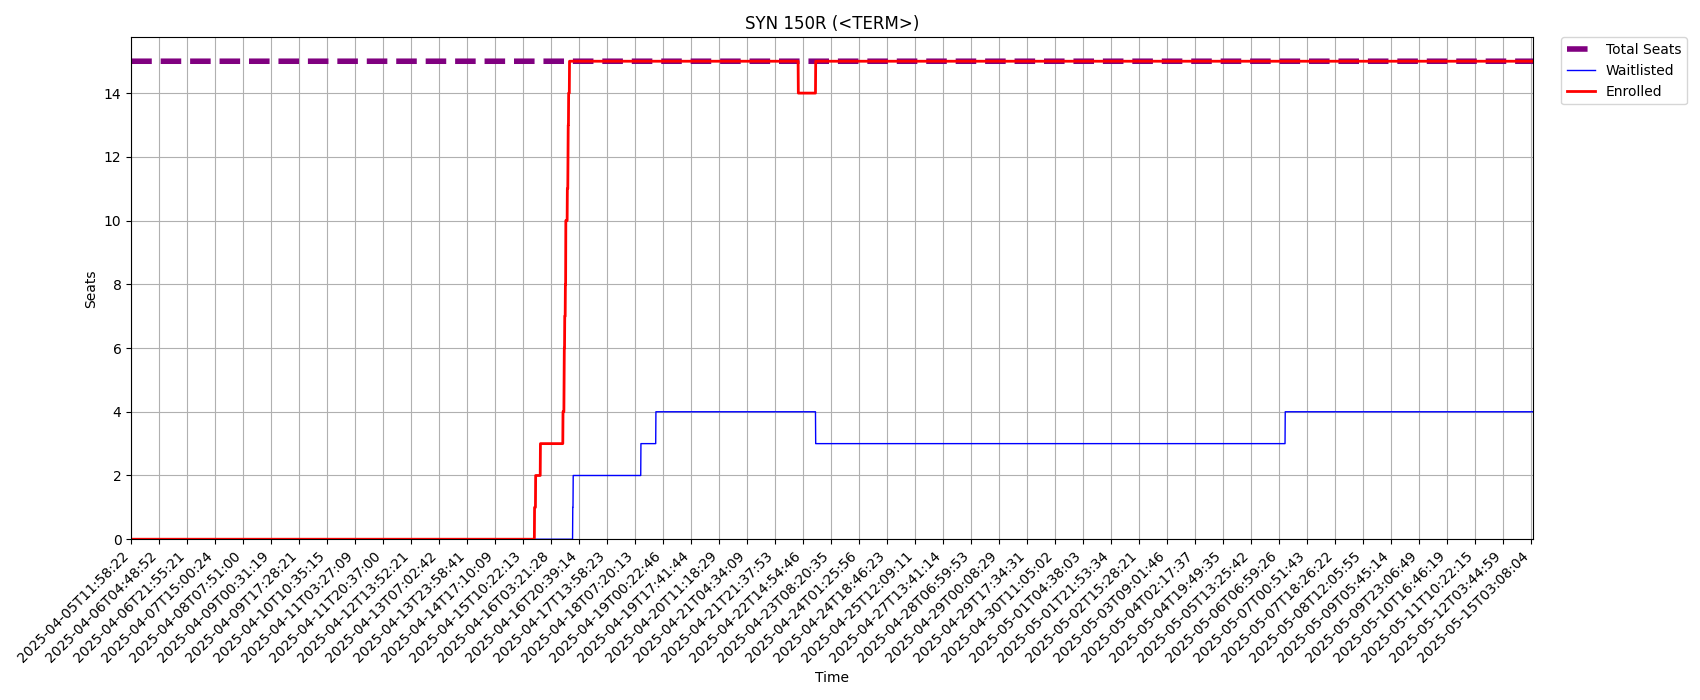 SYN 150R (<TERM>)
Total Seats
Waitlisted
Enrolled
Seats
14
12
10
8
6
4
2
0
2025-04-05T11:58:22
2025-04-06T04:48:52
2025-04-06T21:55:21
2025-04-07T15:00:24
2025-04-08T07:51:00
2025-04-09T00:31:19
2025-04-09T17:28:21
2025-04-10T10:35:15
2025-04-11T03:27:09
2025-04-11T20:37:00
2025-04-12T13:52:21
2025-04-13T07:02:42
2025-04-13T23:58:41
2025-04-14T17:10:09
2025-04-15T10:22:13
2025-04-16T03:21:28
2025-04-16T20:39:14
2025-04-17T13:58:23
2025-04-18T07:20:13
2025-04-19T00:22:46
2025-04-19T17:41:44
2025-04-20T11:18:29
2025-04-21T04:34:09
2025-04-21T21:37:53
2025-04-22T14:54:46
2025-04-23T08:20:35
2025-04-24T01:25:56
2025-04-24T18:46:23
2025-04-25T12:09:11
2025-04-27T13:41:14
2025-04-28T06:59:53
2025-04-29T00:08:29
2025-04-29T17:34:31
2025-04-30T11:05:02
2025-05-01T04:38:03
2025-05-01T21:53:34
2025-05-02T15:28:21
2025-05-03T09:01:46
2025-05-04T02:17:37
2025-05-04T19:49:35
2025-05-05T13:25:42
2025-05-06T06:59:26
2025-05-07T00:51:43
2025-05-07T18:26:22
2025-05-08T12:05:55
2025-05-09T05:45:14
2025-05-09T23:06:49
2025-05-10T16:46:19
2025-05-11T10:22:15
2025-05-12T03:44:59
2025-05-15T03:08:04
Time